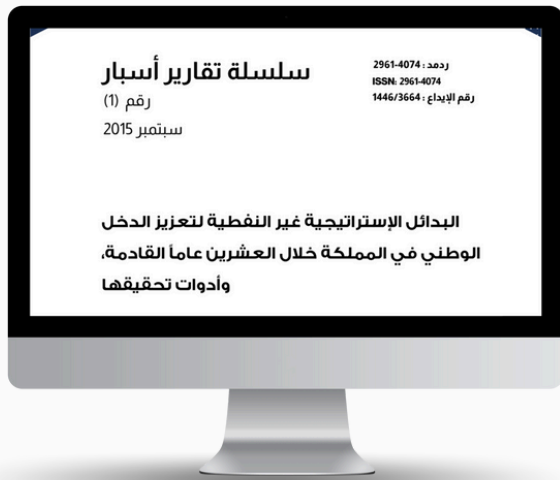 سلسلة تقارير أسبار
رقم (1)
سبتمبر 2015
ردمد : 4074-2961
ISSN: 2961-4074
رقم الإيداع : 1446/3664
البدائل الإستراتيجية غير النفطية لتعزيز الدخل
الوطني في المملكة خلال العشرين عاماً القادمة،
وأدوات تحقيقها